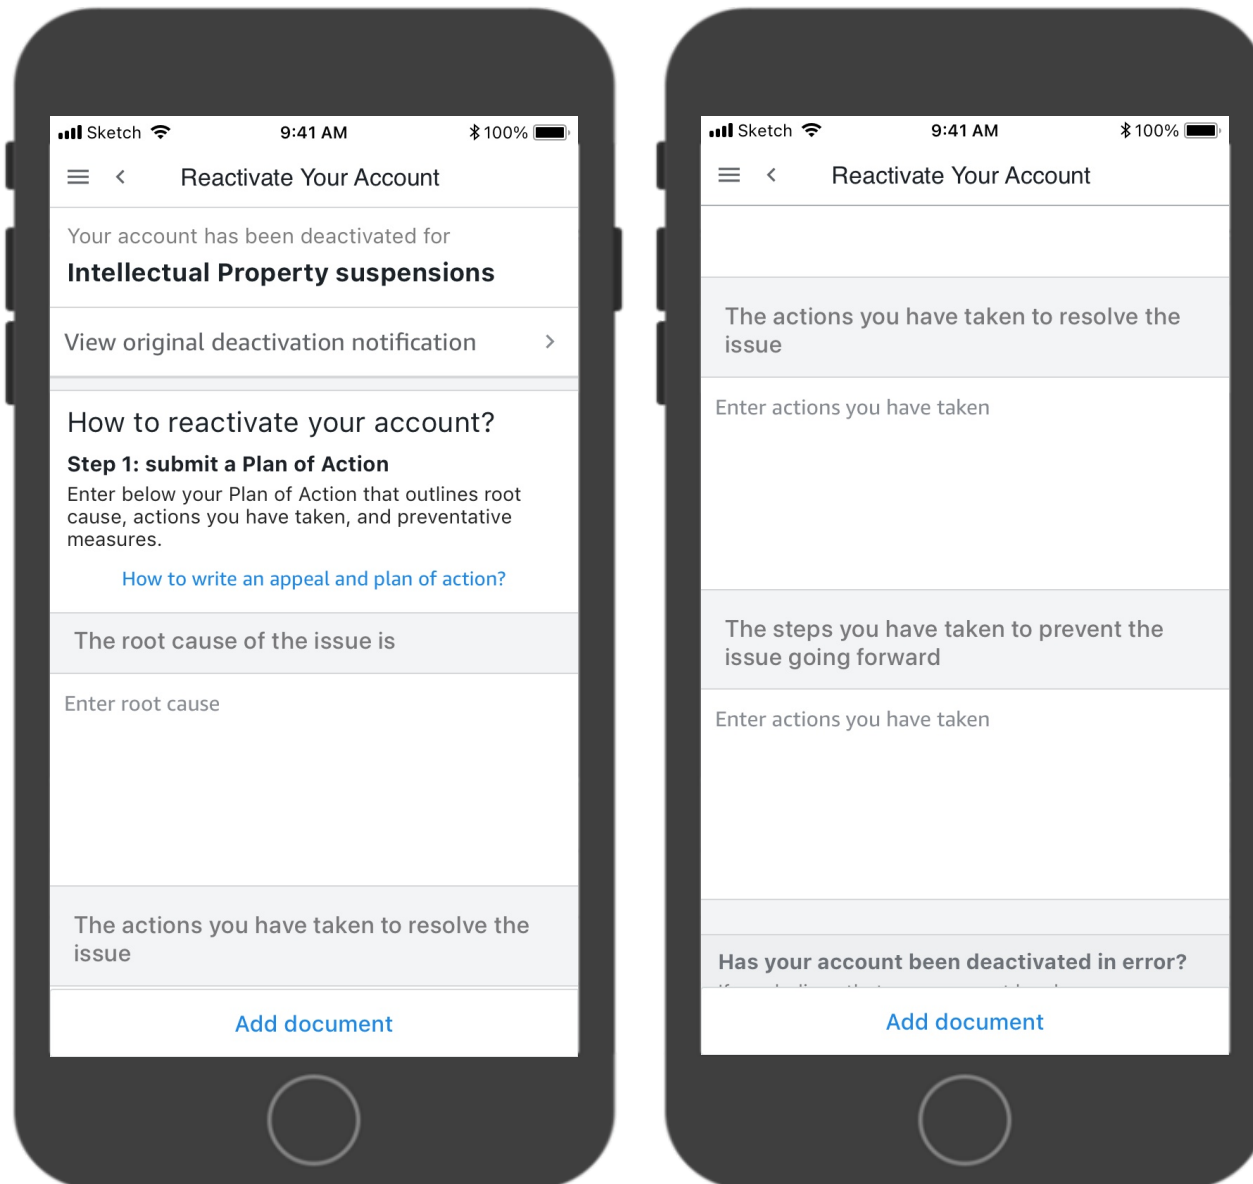 Sketch 9:41 AM 100%
Reactivate Your Account
Your account has been deactivated for
Intellectual Property suspensions
View original deactivation notification
How to reactivate your account?
Step 1: submit a Plan of Action
Enter below your Plan of Action that outlines root
cause, actions you have taken, and preventative
measures.
How to write an appeal and plan of action?
The root cause of the issue is
Enter root cause
The actions you have taken to resolve the
issue
Add document
Sketch 9:41 AM 100%
Reactivate Your Account
The actions you have taken to resolve the
issue
Enter actions you have taken
The steps you have taken to prevent the
issue going forward
Enter actions you have taken
Has your account been deactivated in error?
Add document